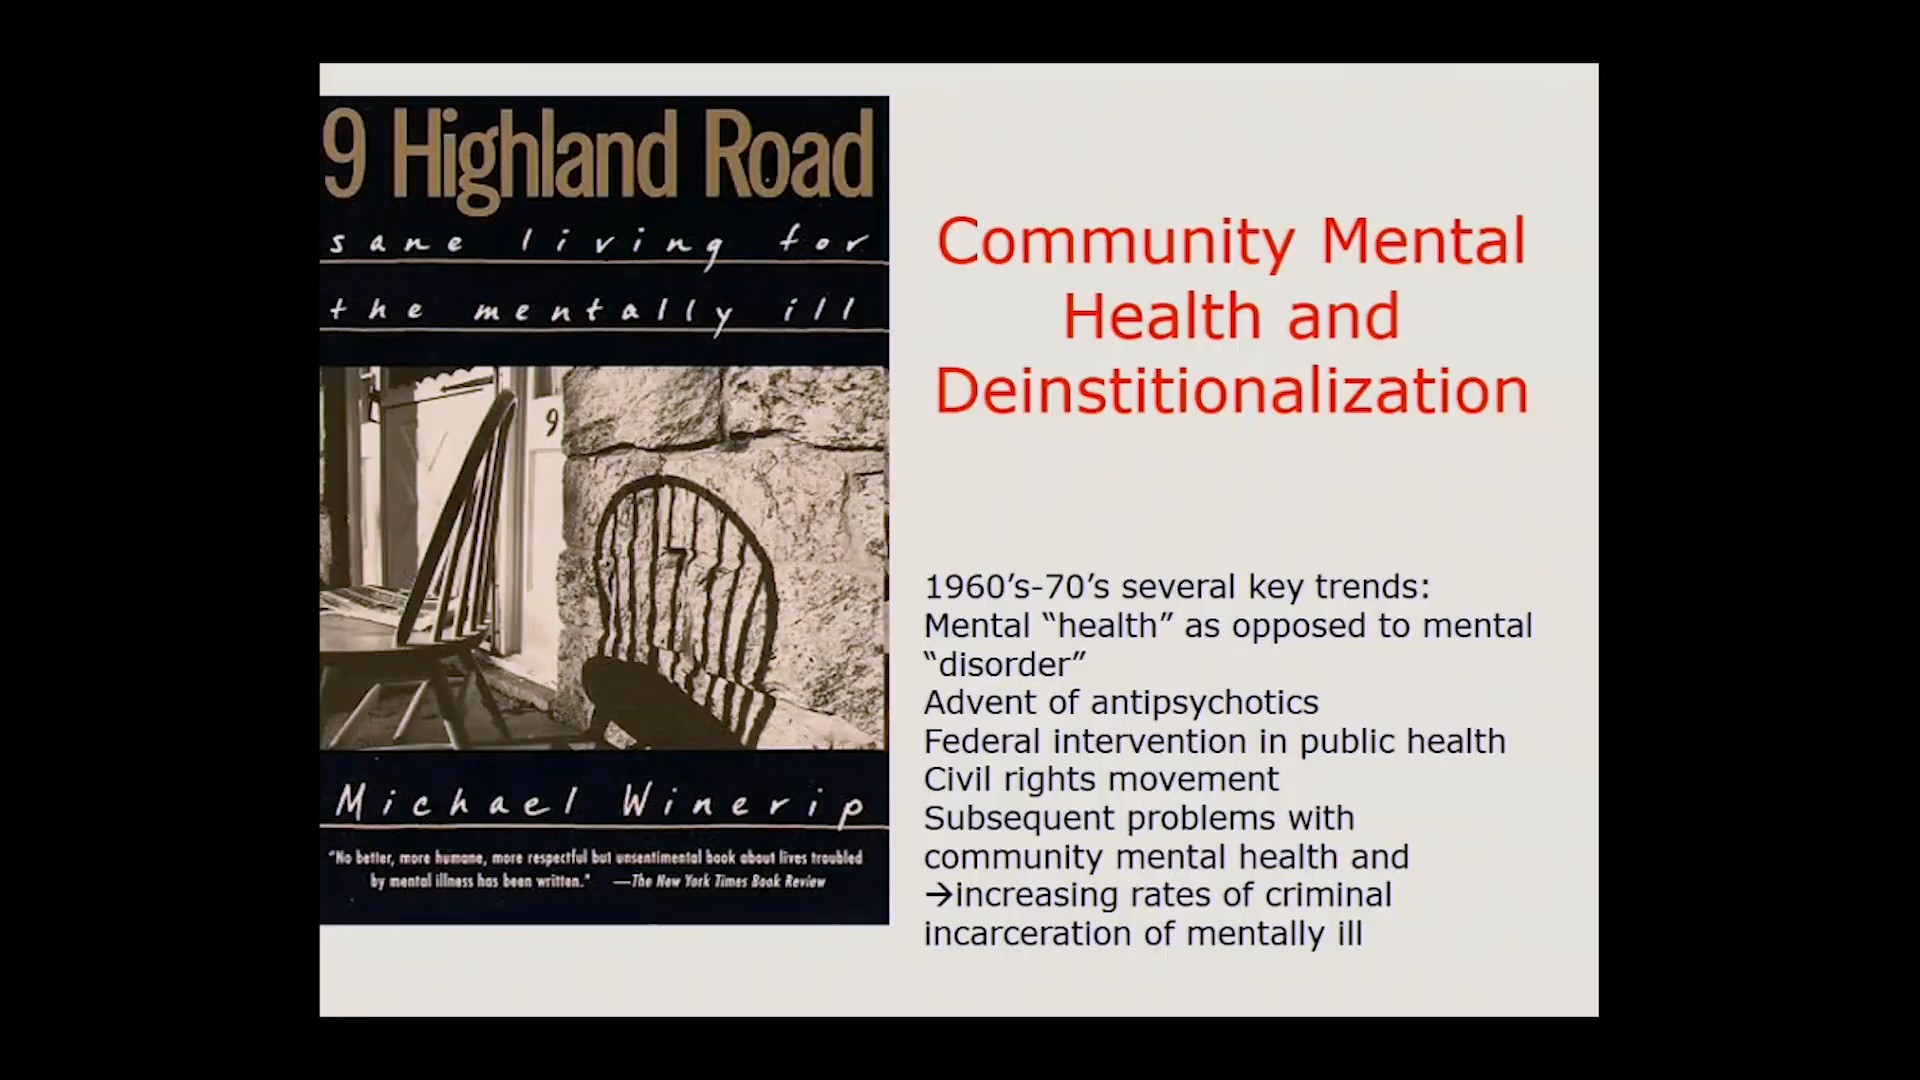 9 Highland Road
sane living for
the mentally ill
9
Michael Winerip
"No better, more humane, more respectful but unsentimental book about lives troubled
by mental illness has been written." —The New York Times Book Review
Community Mental
Health and
Deinstitionalization
1960’s-70’s several key trends:
Mental “health” as opposed to mental
“disorder”
Advent of antipsychotics
Federal intervention in public health
Civil rights movement
Subsequent problems with
community mental health and
→increasing rates of criminal
incarceration of mentally ill